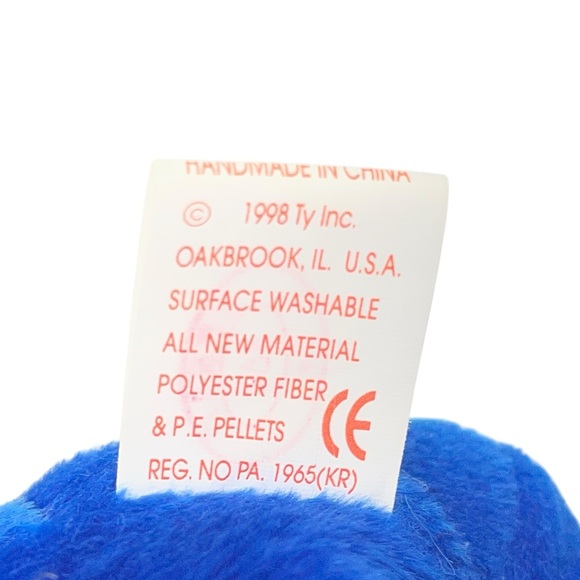 HANDMADE IN CHINA
© 1998 Ty Inc.
OAKBROOK, IL. U.S.A.
SURFACE WASHABLE
ALL NEW MATERIAL
POLYESTER FIBER
& P.E. PELLETS CE
REG. NO PA. 1965(KR)